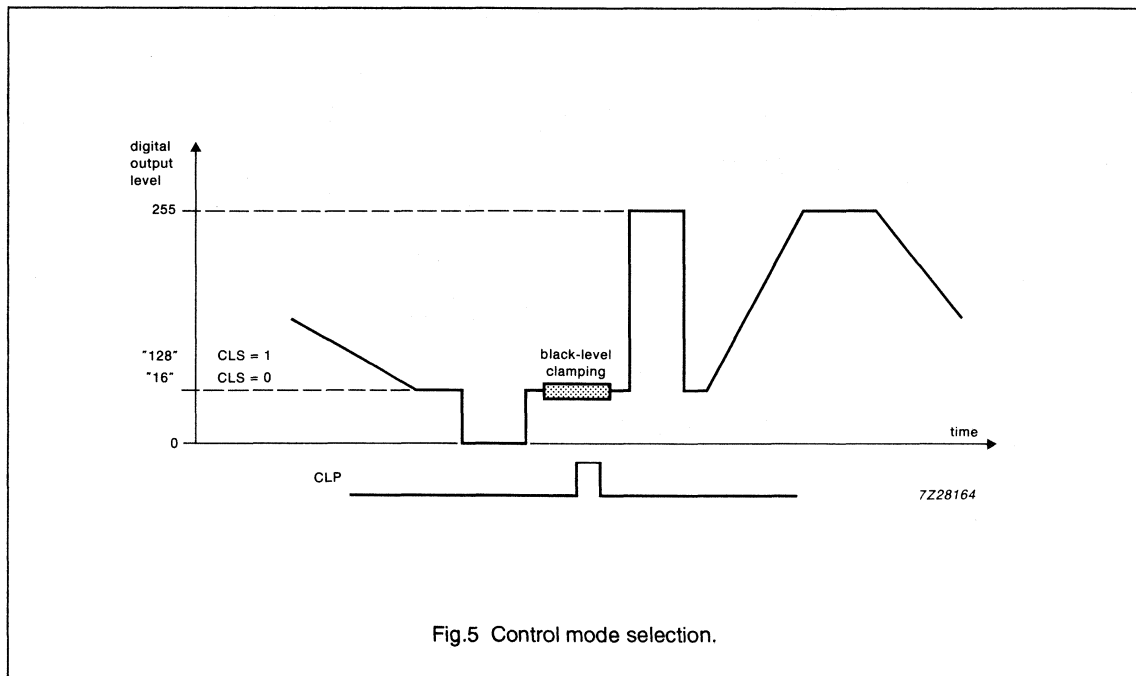 digital
output
level
255
"128" CLS = 1
"16" CLS = 0
black-level
clamping
0
time
CLP
7Z28164
Fig.5 Control mode selection.